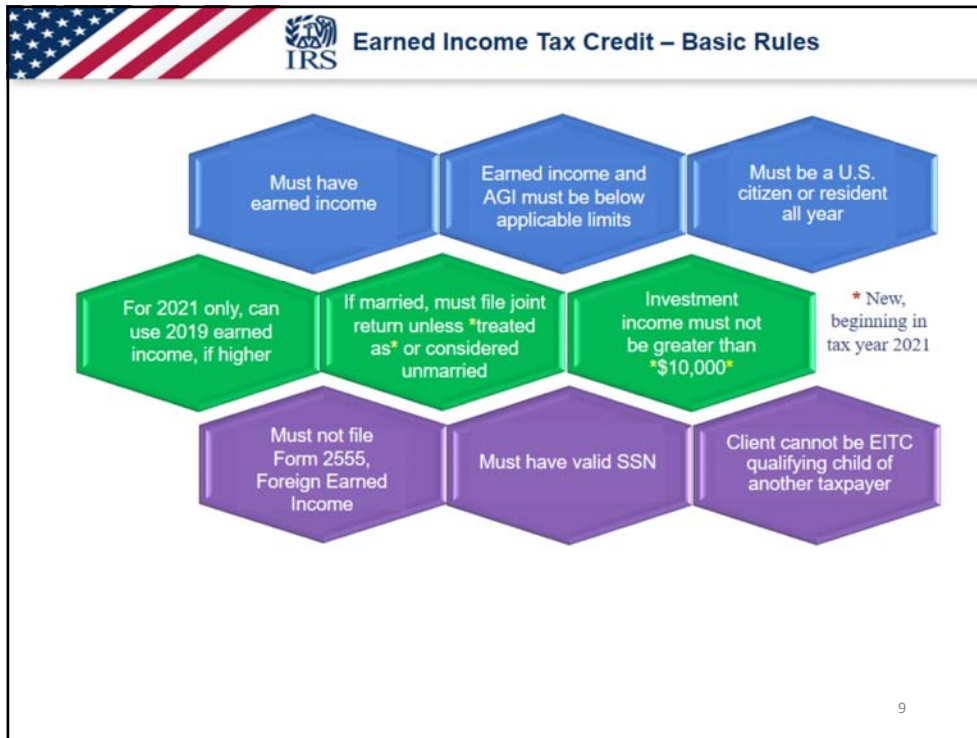 IRS
Earned Income Tax Credit – Basic Rules
Must have
earned income
Earned income and
AGI must be below
applicable limits
Must be a U.S.
citizen or resident
all year
For 2021 only, can
use 2019 earned
income, if higher
If married, must file joint
return unless *treated
as* or considered
unmarried
Investment
income must not
be greater than
*$10,000*
* New,
beginning in
tax year 2021
Must not file
Form 2555,
Foreign Earned
Income
Must have valid SSN
Client cannot be EITC
qualifying child of
another taxpayer
9